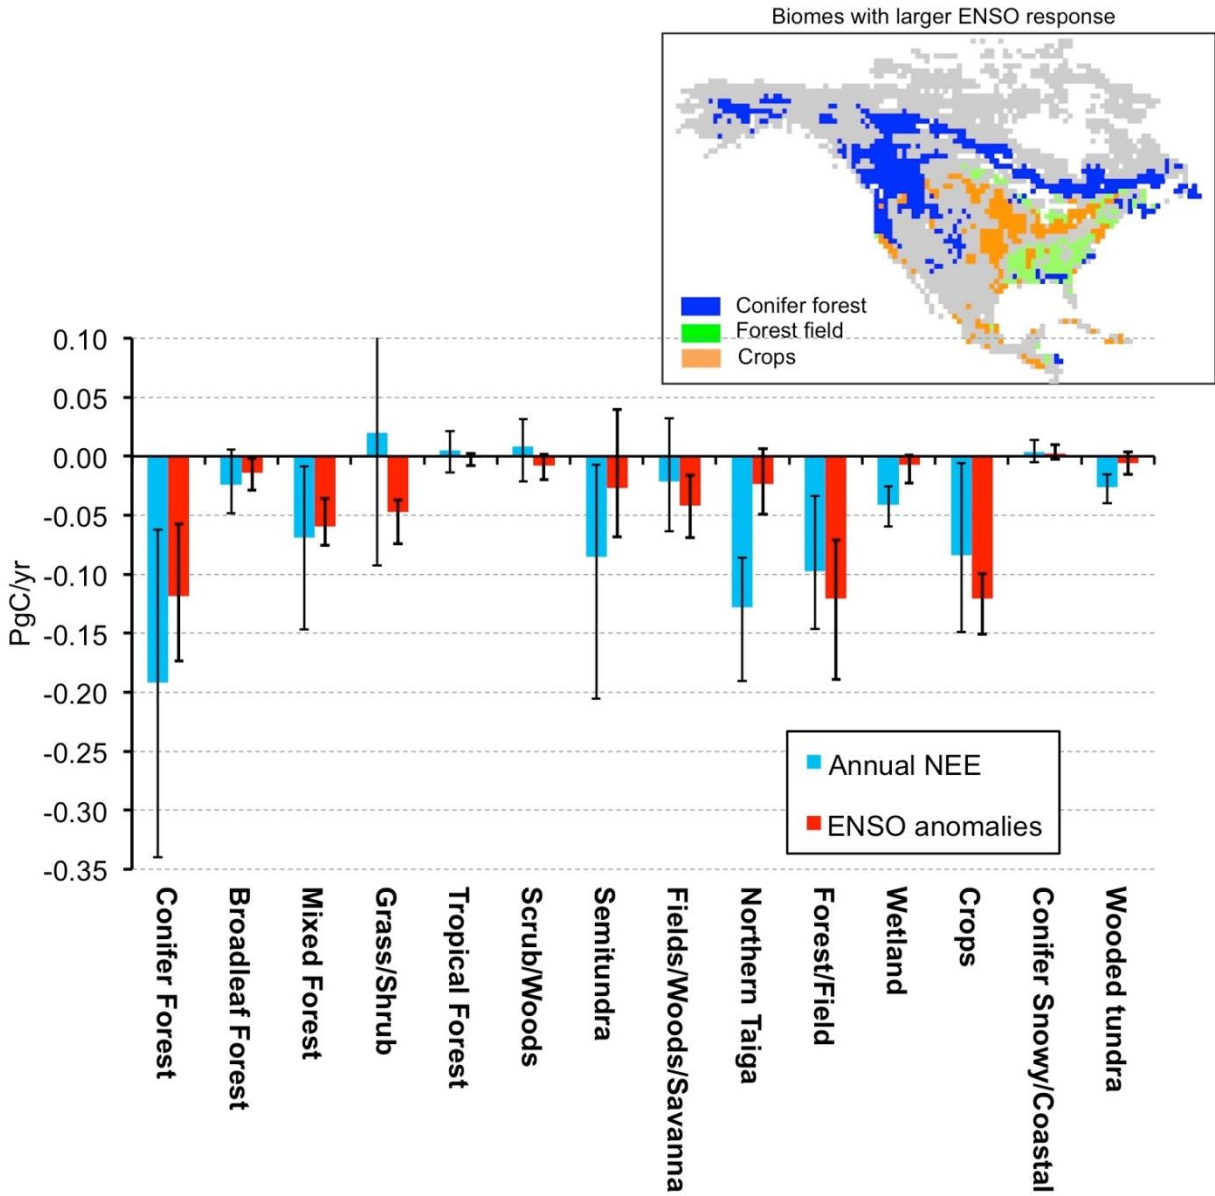 Biomes with larger ENSO response
Conifer forest
Forest field
Crops
0.10
0.05
0.00
-0.05
-0.10
-0.15
-0.20
-0.25
-0.30
-0.35
PgC/yr
Annual NEE
ENSO anomalies
Conifer Forest
Broadleaf Forest
Mixed Forest
Grass/Shrub
Tropical Forest
Scrub/Woods
Semitundra
Fields/Woods/Savanna
Northern Taiga
Forest/Field
Wetland
Crops
Conifer Snowy/Coastal
Wooded tundra